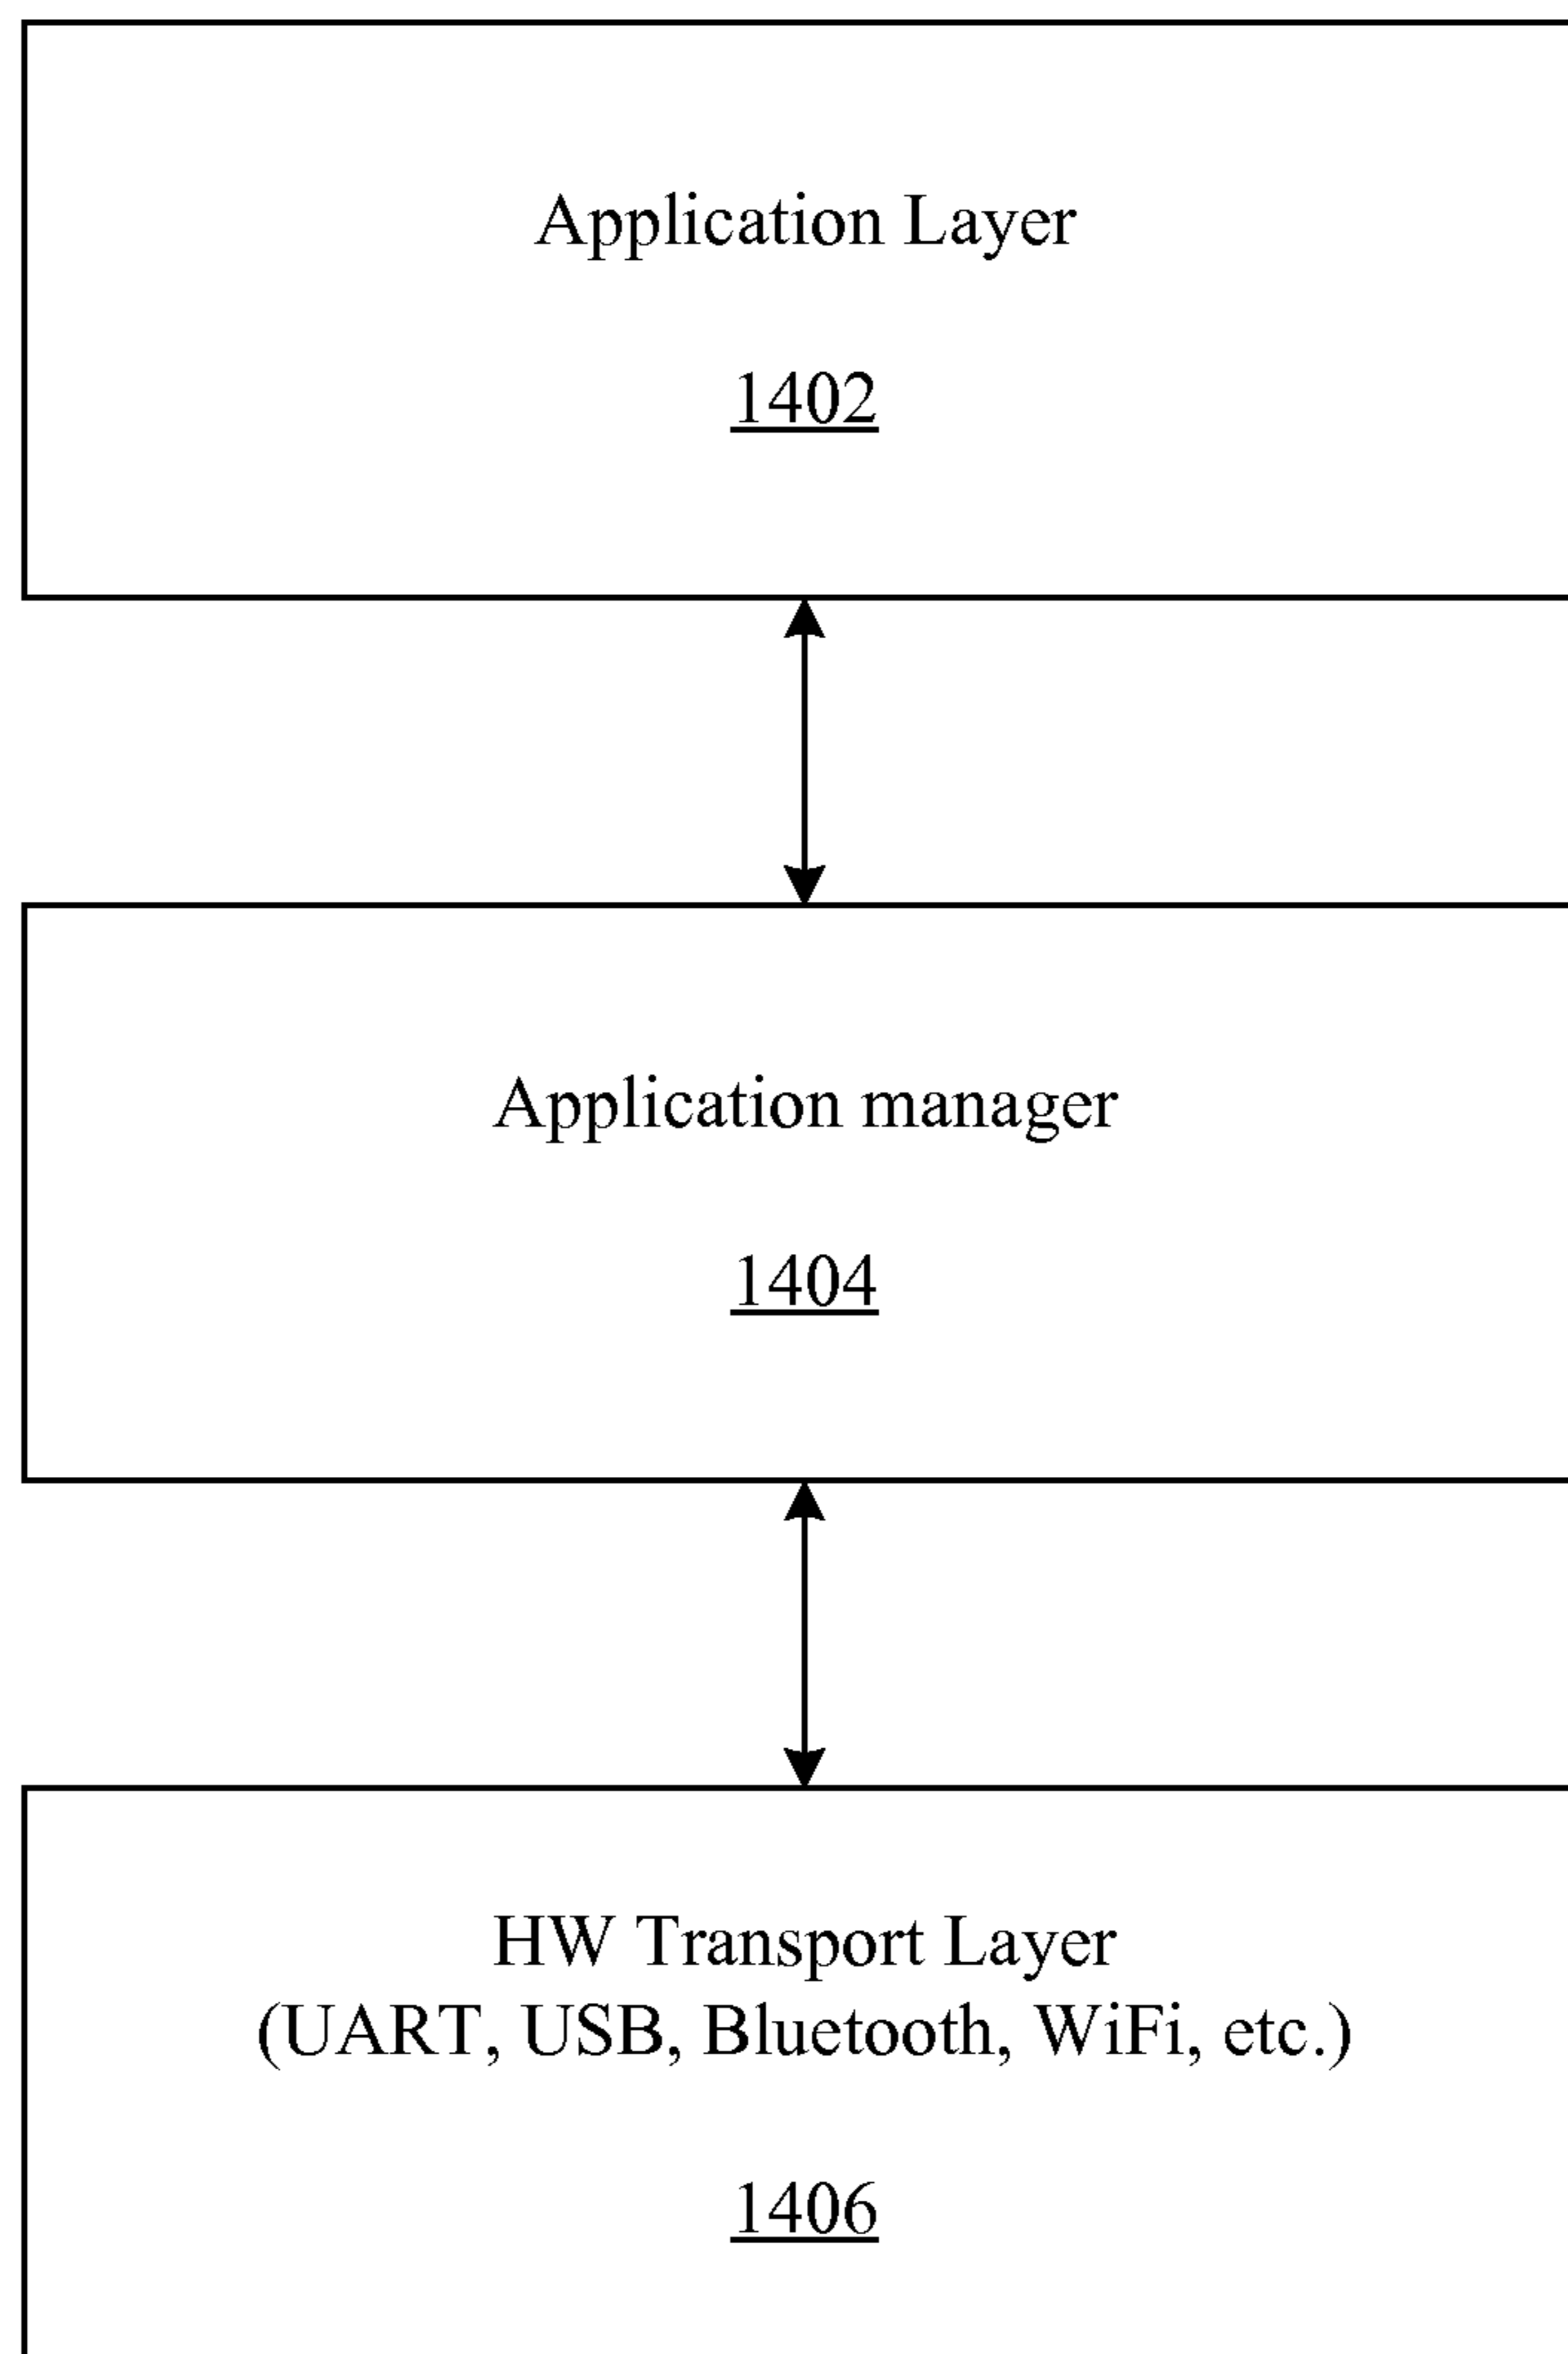 Application Layer
1402
Application manager
1404
HW Transport Layer
(UART, USB, Bluetooth, WiFi, etc.)
1406